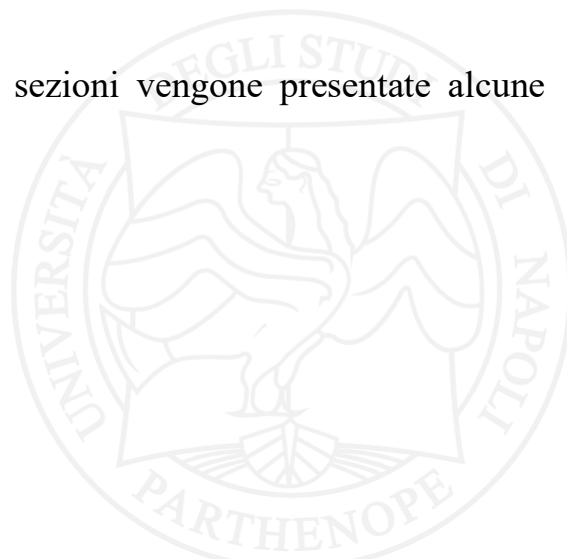 DEGLI STUDI
sezioni vengone presentate alcune
UNIVERSITÀ
DI NAPOLI
PARTHENOPE